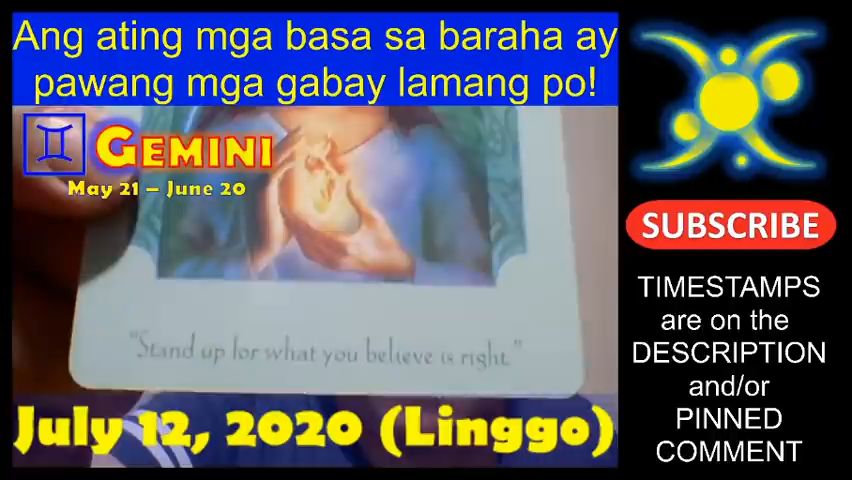 Ang ating mga basa sa baraha ay
pawang mga gabay lamang po!
GEMINI
May 21 – June 20
"Stand up for what you believe is right."
July 12, 2020 (Linggo)
SUBSCRIBE
TIMESTAMPS
are on the
DESCRIPTION
and/or
PINNED
COMMENT